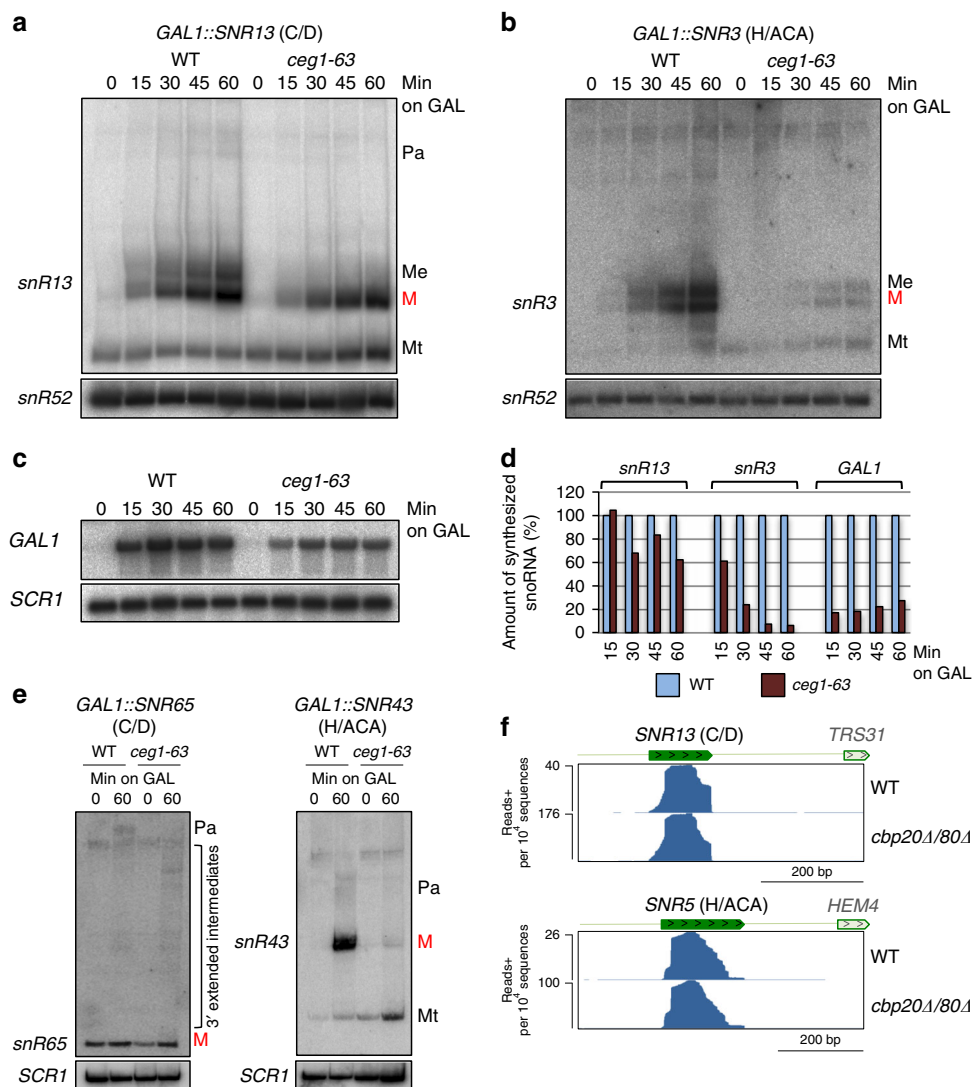 a
GAL1::SNR13 (C/D)
WT ceg1-63
0 15 30 45 60 0 15 30 45 60 Min on GAL
Pa
Me
snR13
M
Mt
snR52
b
GAL1::SNR3 (H/ACA)
WT ceg1-63
0 15 30 45 60 0 15 30 45 60 Min on GAL
Me
snR3
M
Mt
snR52
c
WT ceg1-63
0 15 30 45 60 0 15 30 45 60 Min on GAL
GAL1
SCR1
d
snR13 snR3 GAL1
Amount of synthesized
snoRNA (%)
120
100
80
60
40
20
0
15 30 45 60 15 30 45 60 15 30 45 60 Min on GAL
WT ceg1-63
e
GAL1::SNR65
(C/D)
WT ceg1-63
Min on GAL
0 60 0 60
Pa
3′ extended intermediates
snR65
M
SCR1
GAL1::SNR43
(H/ACA)
WT ceg1-63
Min on GAL
0 60 0 60
Pa
snR43
M
Mt
SCR1
f
SNR13 (C/D) TRS31
40
WT
Reads+
per 10⁴ sequences
176
cbp20Δ/80Δ
200 bp
SNR5 (H/ACA) HEM4
26
WT
Reads+
per 10⁴ sequences
100
cbp20Δ/80Δ
200 bp